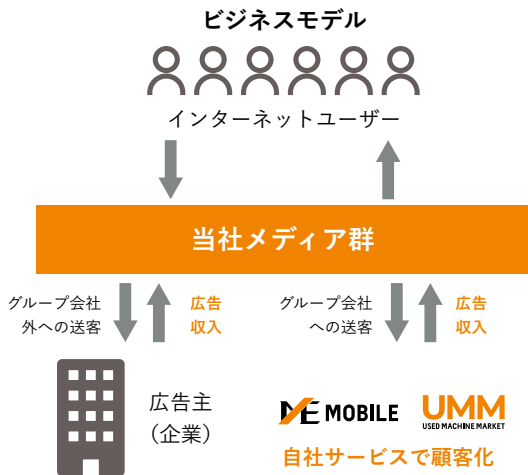 ビジネスモデル
インターネットユーザー
当社メディア群
グループ会社
外への送客
広告
収入
グループ会社
への送客
広告
収入
広告主
（企業）
ME MOBILE
UMM
USED MACHINE MARKET
自社サービスで顧客化